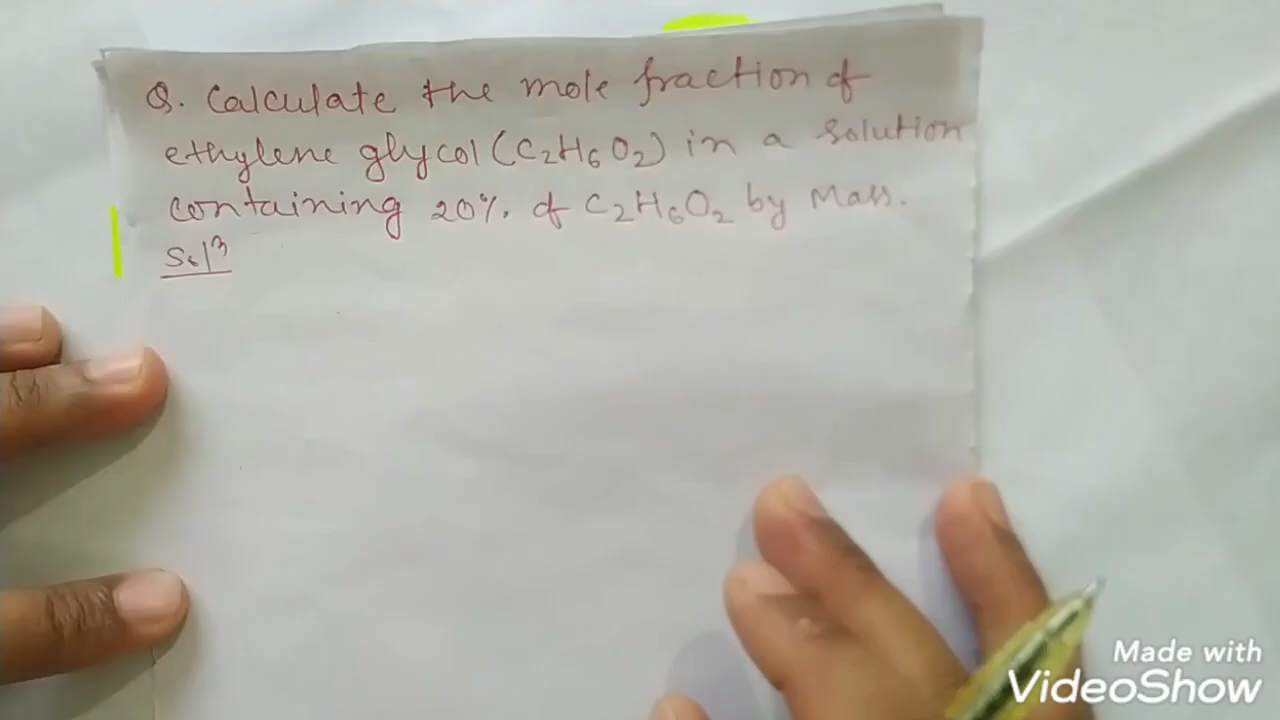 Q. Calculate the mole fraction of
ethylene glycol (C2H6O2) in a solution
containing 20% of C2H6O2 by Mass.
Soln
Made with
VideoShow